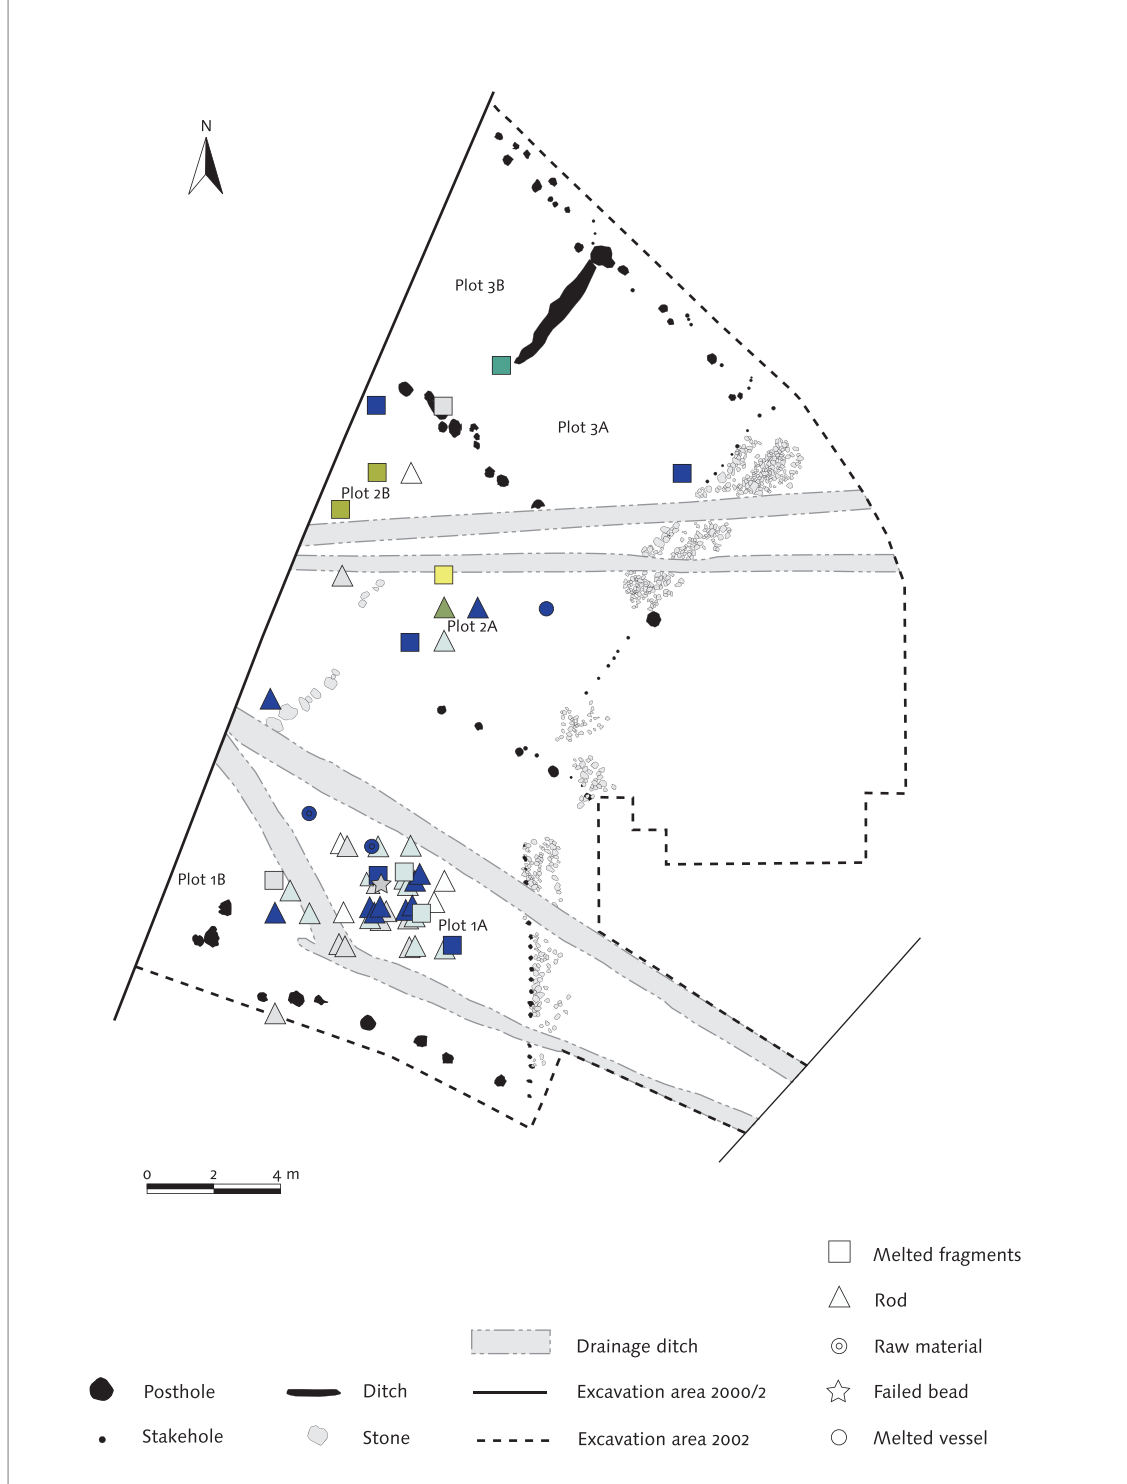 N
Plot 3B
Plot 3A
Plot 2B
Plot 2A
Plot 1B
Plot 1A
0 2 4 m
Melted fragments
Rod
Drainage ditch
Raw material
Posthole
Ditch
Excavation area 2000/2
Failed bead
Stakehole
Stone
Excavation area 2002
Melted vessel